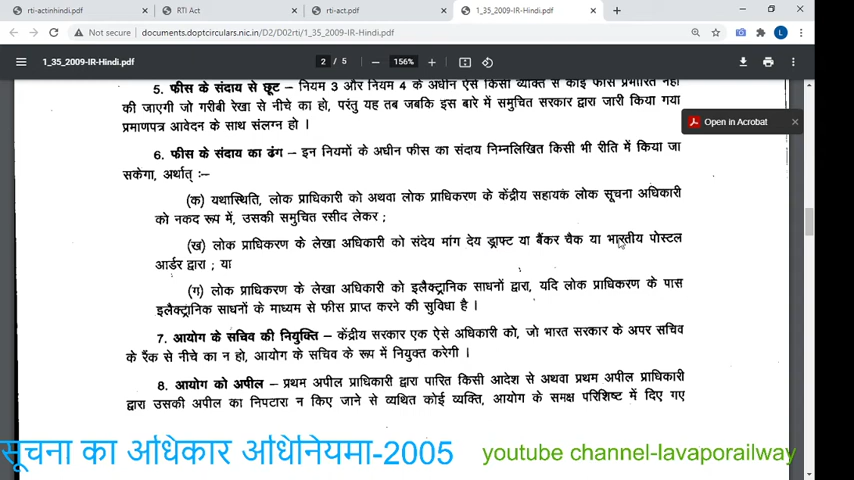 rti-actinhindi.pdf
RTI Act
rti-act.pdf
1_35_2009-IR-Hindi.pdf
Not secure | documents.doptcirculars.nic.in/D2/D02rti/1_35_2009-IR-Hindi.pdf
L
1_35_2009-IR-Hindi.pdf
2 / 5
156%
5. फीस के संदाय से छूट – नियम 3 और नियम 4 के अधीन ऐसे किसी व्यक्ति से कोई फीस प्रभारित नहीं
की जाएगी जो गरीबी रेखा से नीचे का हो, परंतु यह तब जबकि इस बारे में समुचित सरकार द्वारा जारी किया गया
प्रमाणपत्र आवेदन के साथ संलग्न हो ।
Open in Acrobat
6. फीस के संदाय का ढंग – इन नियमों के अधीन फीस का संदाय निम्नलिखित किसी भी रीति में किया जा
सकेगा, अर्थात् :–
(क) यथास्थिति, लोक प्राधिकारी को अथवा लोक प्राधिकरण के केंद्रीय सहायक लोक सूचना अधिकारी
को नकद रूप में, उसकी समुचित रसीद लेकर ;
(ख) लोक प्राधिकरण के लेखा अधिकारी को संदेय मांग देय ड्राफ्ट या बैंकर चैक या भारतीय पोस्टल
आर्डर द्वारा ; या
(ग) लोक प्राधिकरण के लेखा अधिकारी को इलैक्ट्रानिक साधनों द्वारा, यदि लोक प्राधिकरण के पास
इलैक्ट्रानिक साधनों के माध्यम से फीस प्राप्त करने की सुविधा है ।
7. आयोग के सचिव की नियुक्ति – केंद्रीय सरकार एक ऐसे अधिकारी को, जो भारत सरकार के अपर सचिव
के रैंक से नीचे का न हो, आयोग के सचिव के रूप में नियुक्त करेगी ।
8. आयोग को अपील – प्रथम अपील प्राधिकारी द्वारा पारित किसी आदेश से अथवा प्रथम अपील प्राधिकारी
द्वारा उसकी अपील का निपटारा न किए जाने से व्यथित कोई व्यक्ति, आयोग के समक्ष परिशिष्ट में दिए गए
सूचना का अधिकार अधिनियमा-2005
youtube channel-lavaporailway